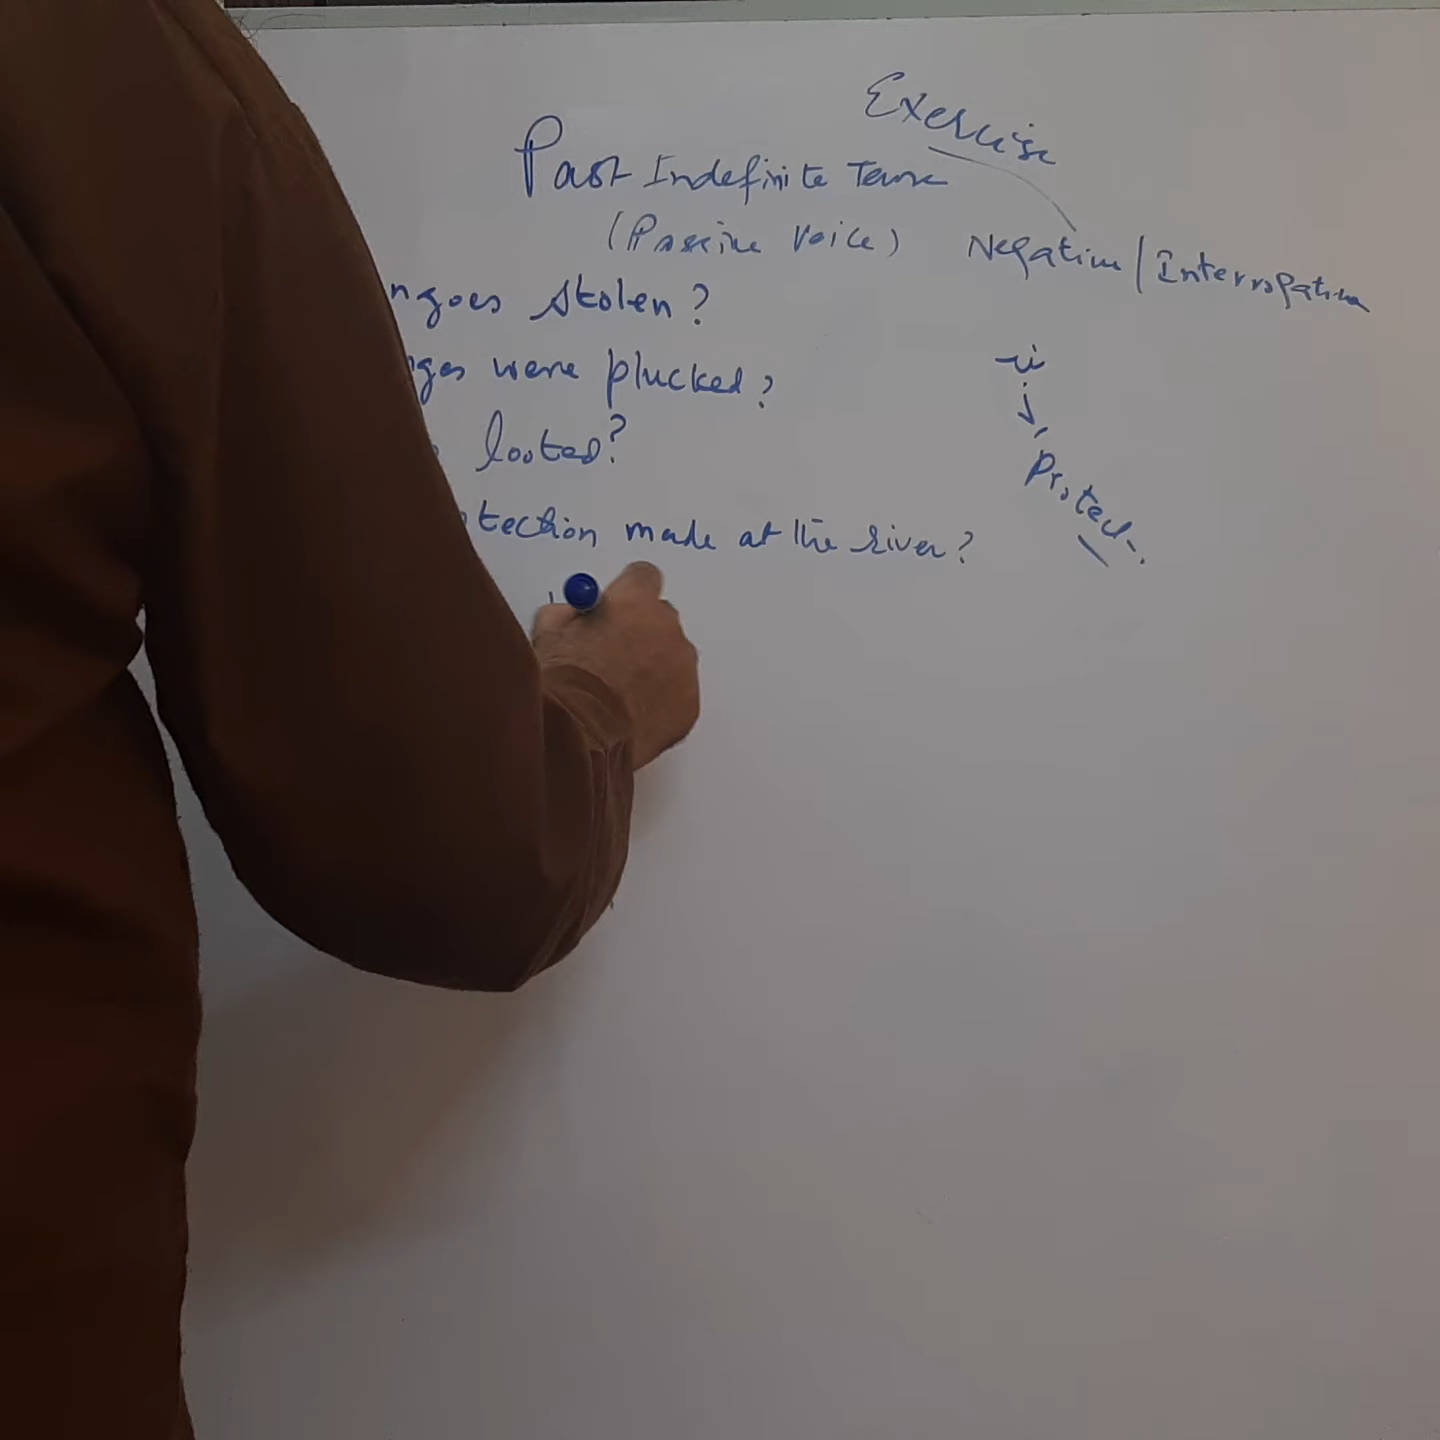 Exercise
Past Indefinite Tense
(Passive Voice) Negative/Interrogative
ngoes stolen?
nges were plucked?
looted?
tection made at the river?
Protect